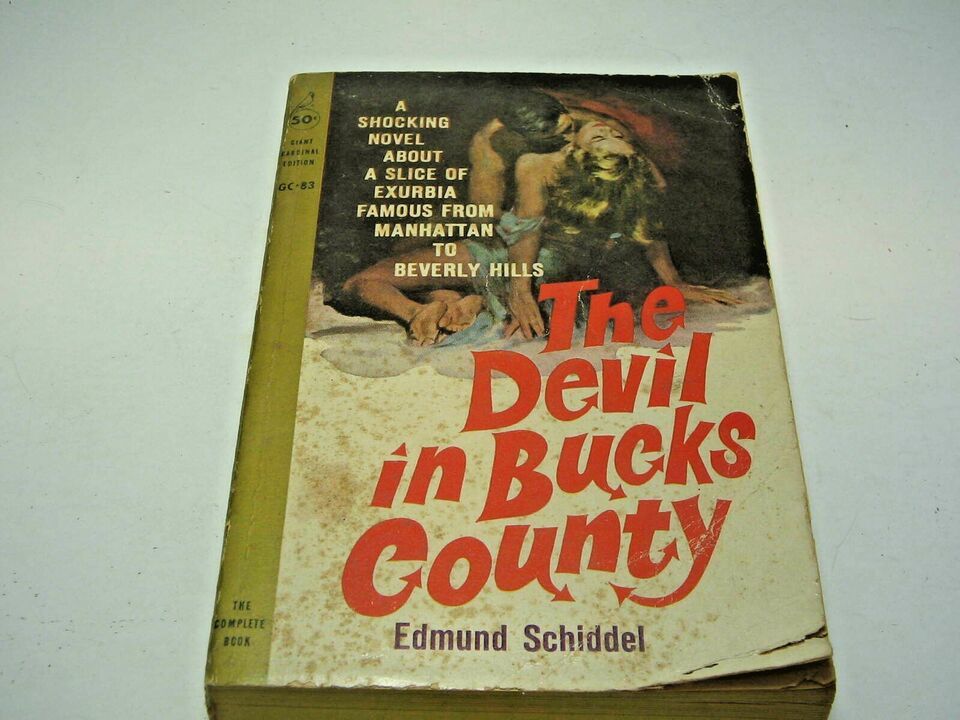 50¢
GIANT
CARDINAL
EDITION
GC-83
A
SHOCKING
NOVEL
ABOUT
A SLICE OF
EXURBIA
FAMOUS FROM
MANHATTAN
TO
BEVERLY HILLS
The
Devil
in Bucks
County
Edmund Schiddel
THE
COMPLETE
BOOK